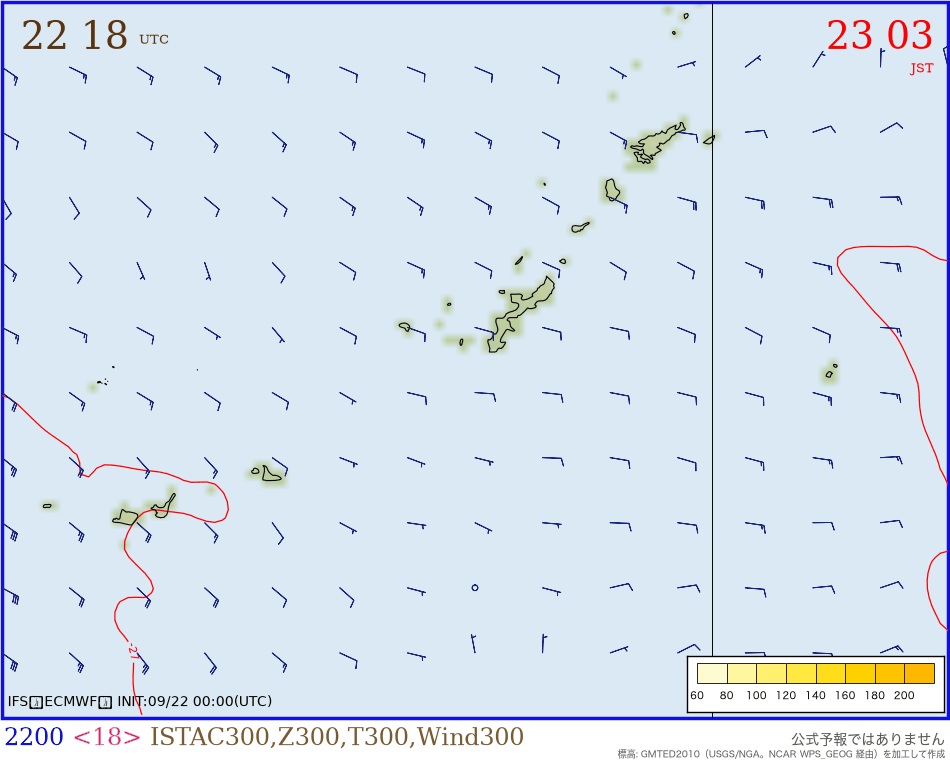 22 18 UTC
23 03
JST
-27
IFS ECMWF INIT:09/22 00:00(UTC)
60 80 100 120 140 160 180 200
2200 <18> ISTAC300,Z300,T300,Wind300
公式予報ではありません
標高: GMTED2010（USGS/NGA。NCAR WPS_GEOG 経由）を加工して作成